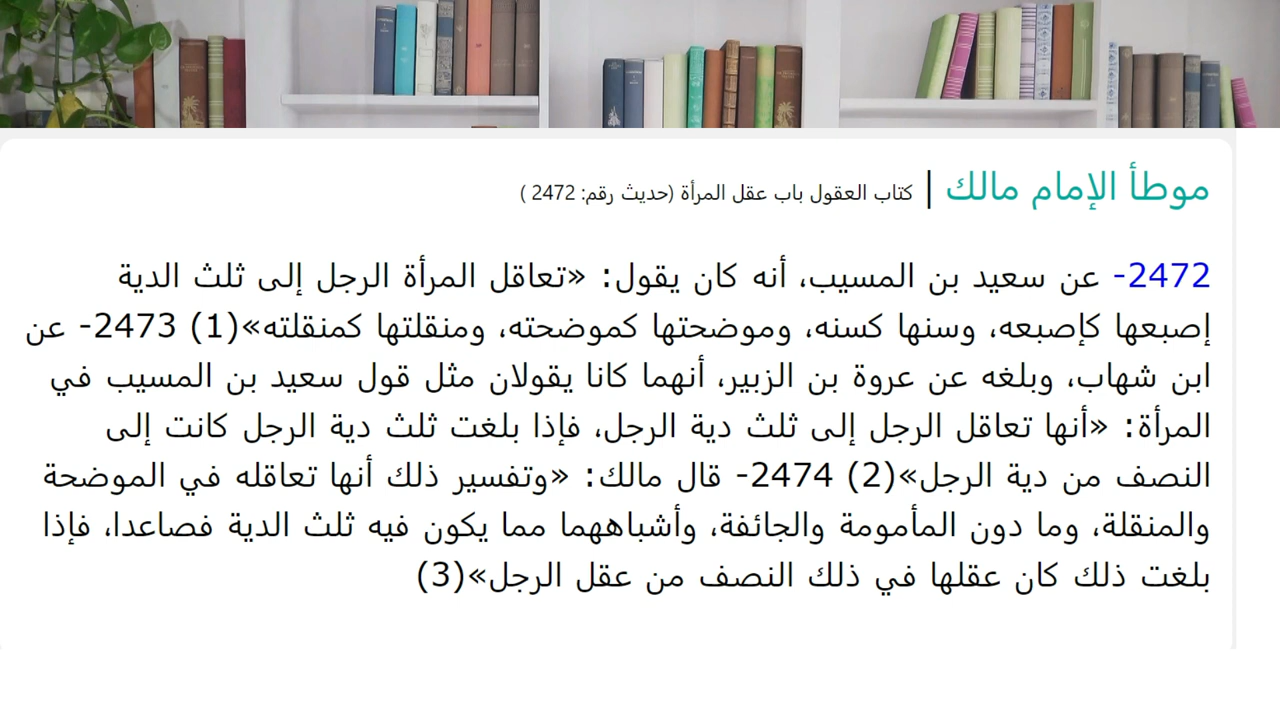 موطأ الإمام مالك | كتاب العقول باب عقل المرأة (حديث رقم: 2472 )
2472- عن سعيد بن المسيب، أنه كان يقول: «تعاقل المرأة الرجل إلى ثلث الدية
إصبعها كإصبعه، وسنها كسنه، وموضحتها كموضحته، ومنقلتها كمنقلته»(1) 2473- عن
ابن شهاب، وبلغه عن عروة بن الزبير، أنهما كانا يقولان مثل قول سعيد بن المسيب في
المرأة: «أنها تعاقل الرجل إلى ثلث دية الرجل، فإذا بلغت ثلث دية الرجل كانت إلى
النصف من دية الرجل»(2) 2474- قال مالك: «وتفسير ذلك أنها تعاقله في الموضحة
والمنقلة، وما دون المأمومة والجائفة، وأشباههما مما يكون فيه ثلث الدية فصاعدا، فإذا
بلغت ذلك كان عقلها في ذلك النصف من عقل الرجل»(3)